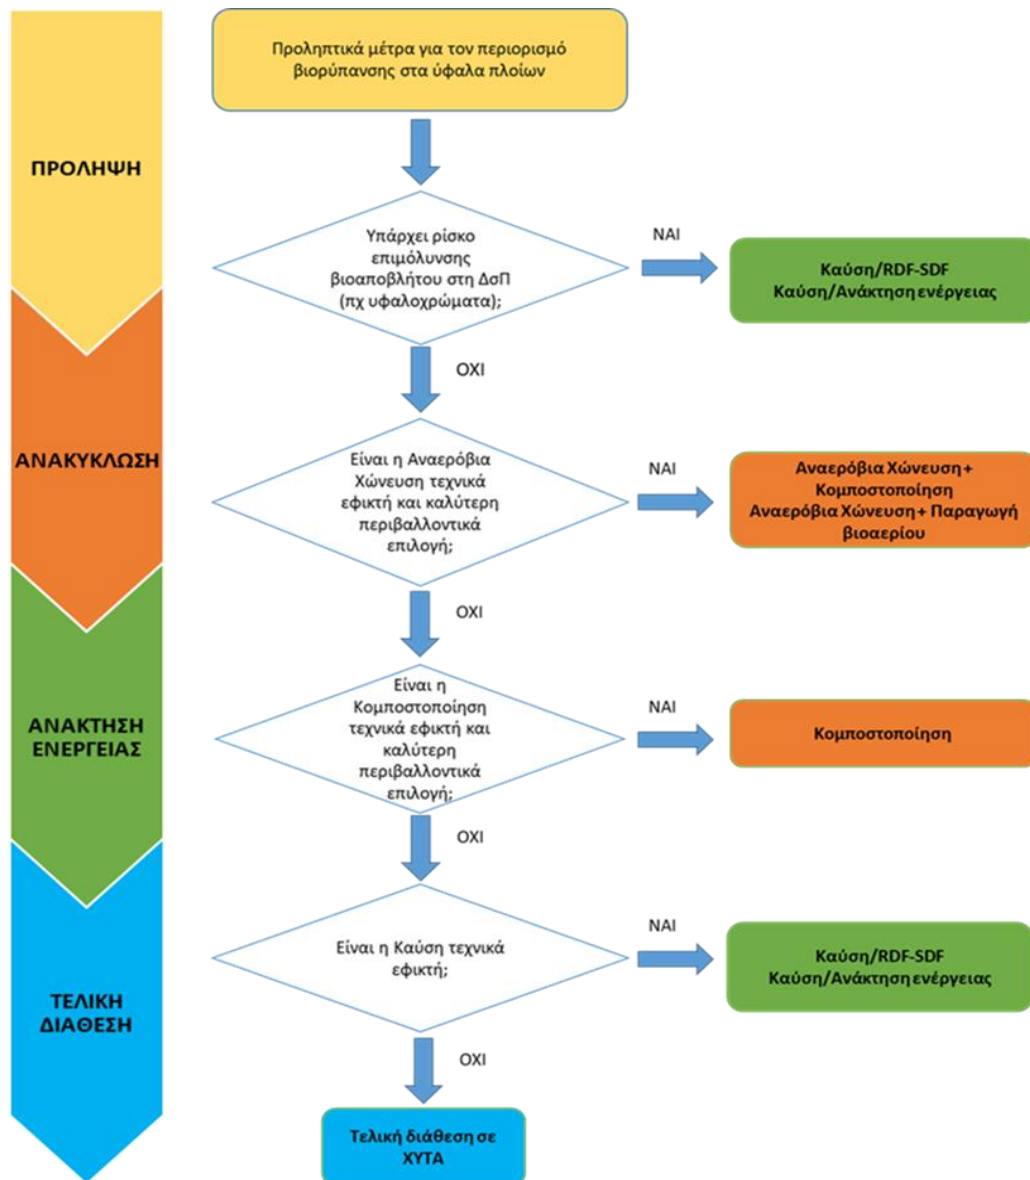 Προληπτικά μέτρα για τον περιορισμό
βιορύπανσης στα ύφαλα πλοίων
ΠΡΟΛΗΨΗ
Υπάρχει ρίσκο
επιμόλυνσης
βιοαποβλήτου στη ΔσΠ
(πχ υφαλοχρώματα);
ΝΑΙ
Καύση/RDF-SDF
Καύση/Ανάκτηση ενέργειας
ΟΧΙ
ΑΝΑΚΥΚΛΩΣΗ
Είναι η Αναερόβια
Χώνευση τεχνικά
εφικτή και καλύτερη
περιβαλλοντικά
επιλογή;
ΝΑΙ
Αναερόβια Χώνευση +
Κομποστοποίηση
Αναερόβια Χώνευση + Παραγωγή
βιοαερίου
ΟΧΙ
ΑΝΑΚΤΗΣΗ
ΕΝΕΡΓΕΙΑΣ
Είναι η
Κομποστοποίηση
τεχνικά εφικτή και
καλύτερη
περιβαλλοντικά
επιλογή;
ΝΑΙ
Κομποστοποίηση
ΟΧΙ
ΤΕΛΙΚΗ
ΔΙΑΘΕΣΗ
Είναι η Καύση τεχνικά
εφικτή;
ΝΑΙ
Καύση/RDF-SDF
Καύση/Ανάκτηση ενέργειας
ΟΧΙ
Τελική διάθεση σε
ΧΥΤΑ